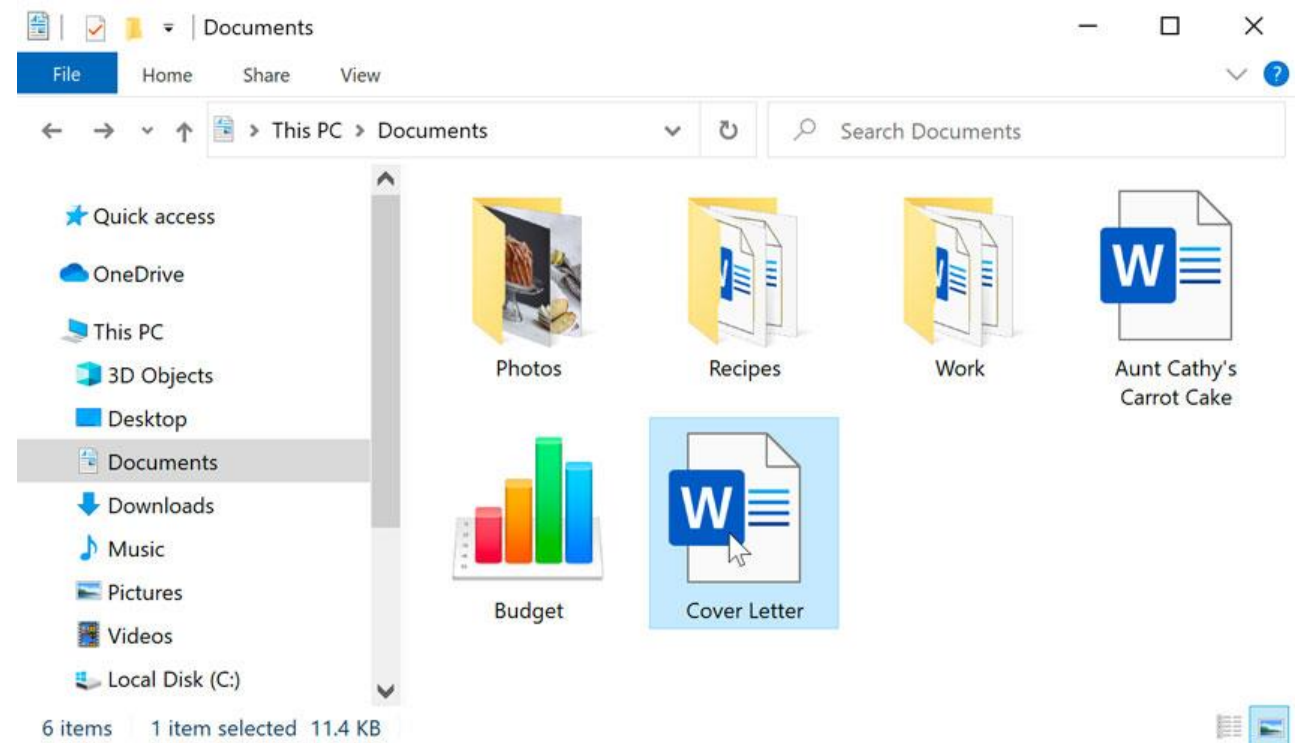 Documents
File Home Share View
?
> This PC > Documents
Search Documents
Quick access
OneDrive
This PC
3D Objects
Desktop
Documents
Downloads
Music
Pictures
Videos
Local Disk (C:)
Photos
Recipes
Work
W
Aunt Cathy's
Carrot Cake
Budget
W
Cover Letter
6 items 1 item selected 11.4 KB